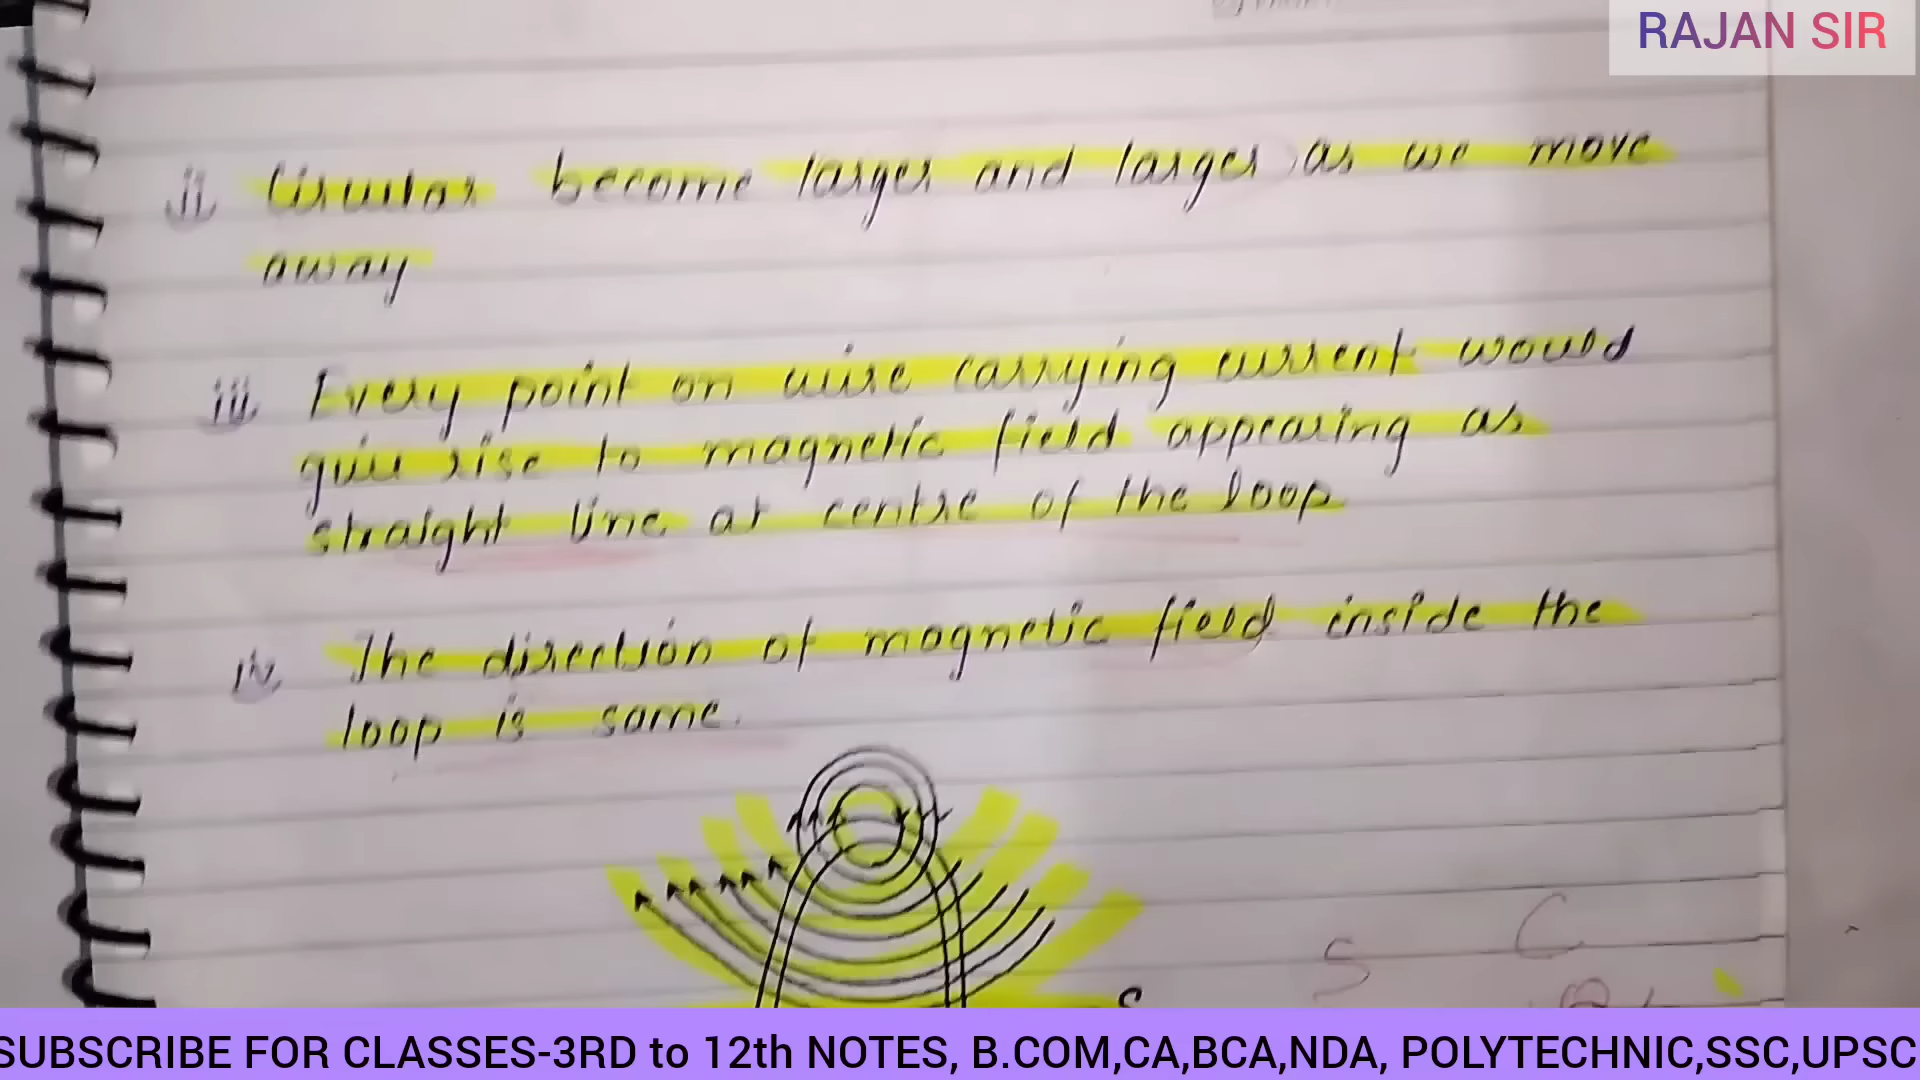 RAJAN SIR
ii, Circular become larger and larger as we move
away
iii, Every point on wire carrying current would
give rise to magnetic field appearing as
straight line at centre of the loop
iv, The direction of magnetic field inside the
loop is same.
S C
S
SUBSCRIBE FOR CLASSES-3RD to 12th NOTES, B.COM,CA,BCA,NDA, POLYTECHNIC,SSC,UPSC